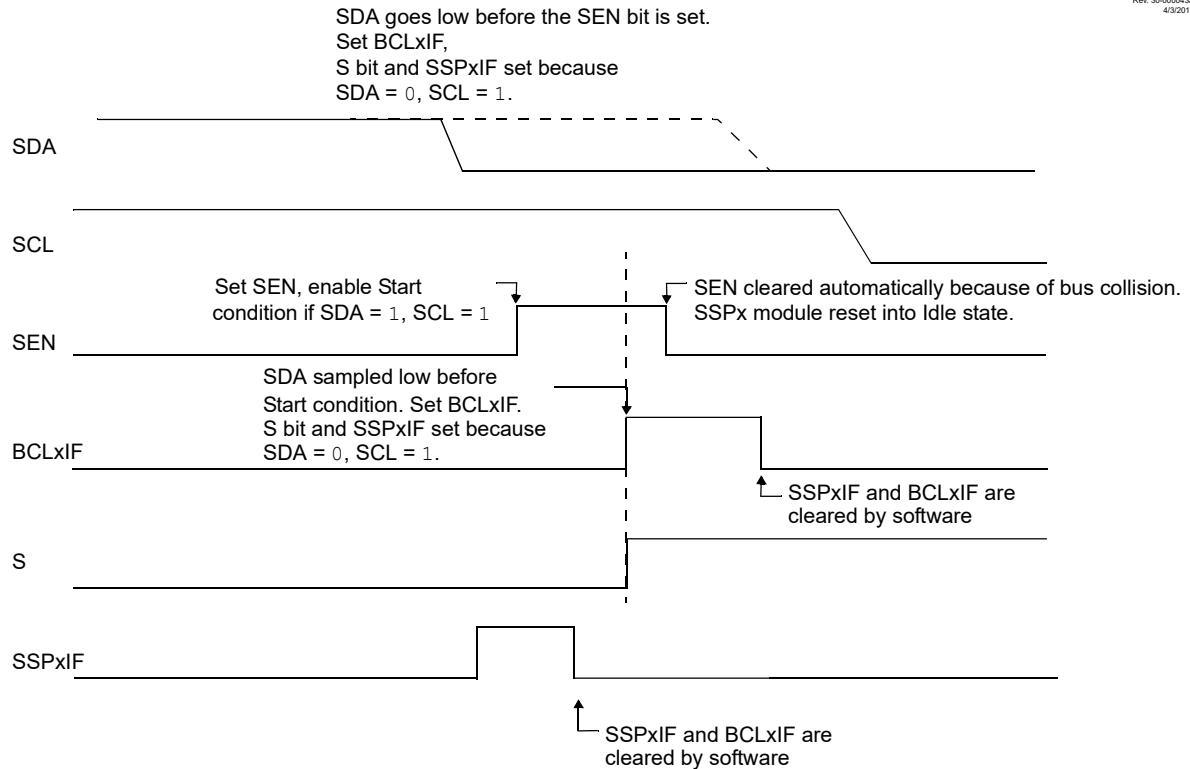 4/3/201
SDA goes low before the SEN bit is set.
Set BCLxIF,
S bit and SSPxIF set because
SDA = 0, SCL = 1.
SDA
SCL
Set SEN, enable Start
condition if SDA = 1, SCL = 1
SEN cleared automatically because of bus collision.
SSPx module reset into Idle state.
SEN
SDA sampled low before
Start condition. Set BCLxIF.
S bit and SSPxIF set because
SDA = 0, SCL = 1.
BCLxIF
SSPxIF and BCLxIF are
cleared by software
S
SSPxIF
SSPxIF and BCLxIF are
cleared by software